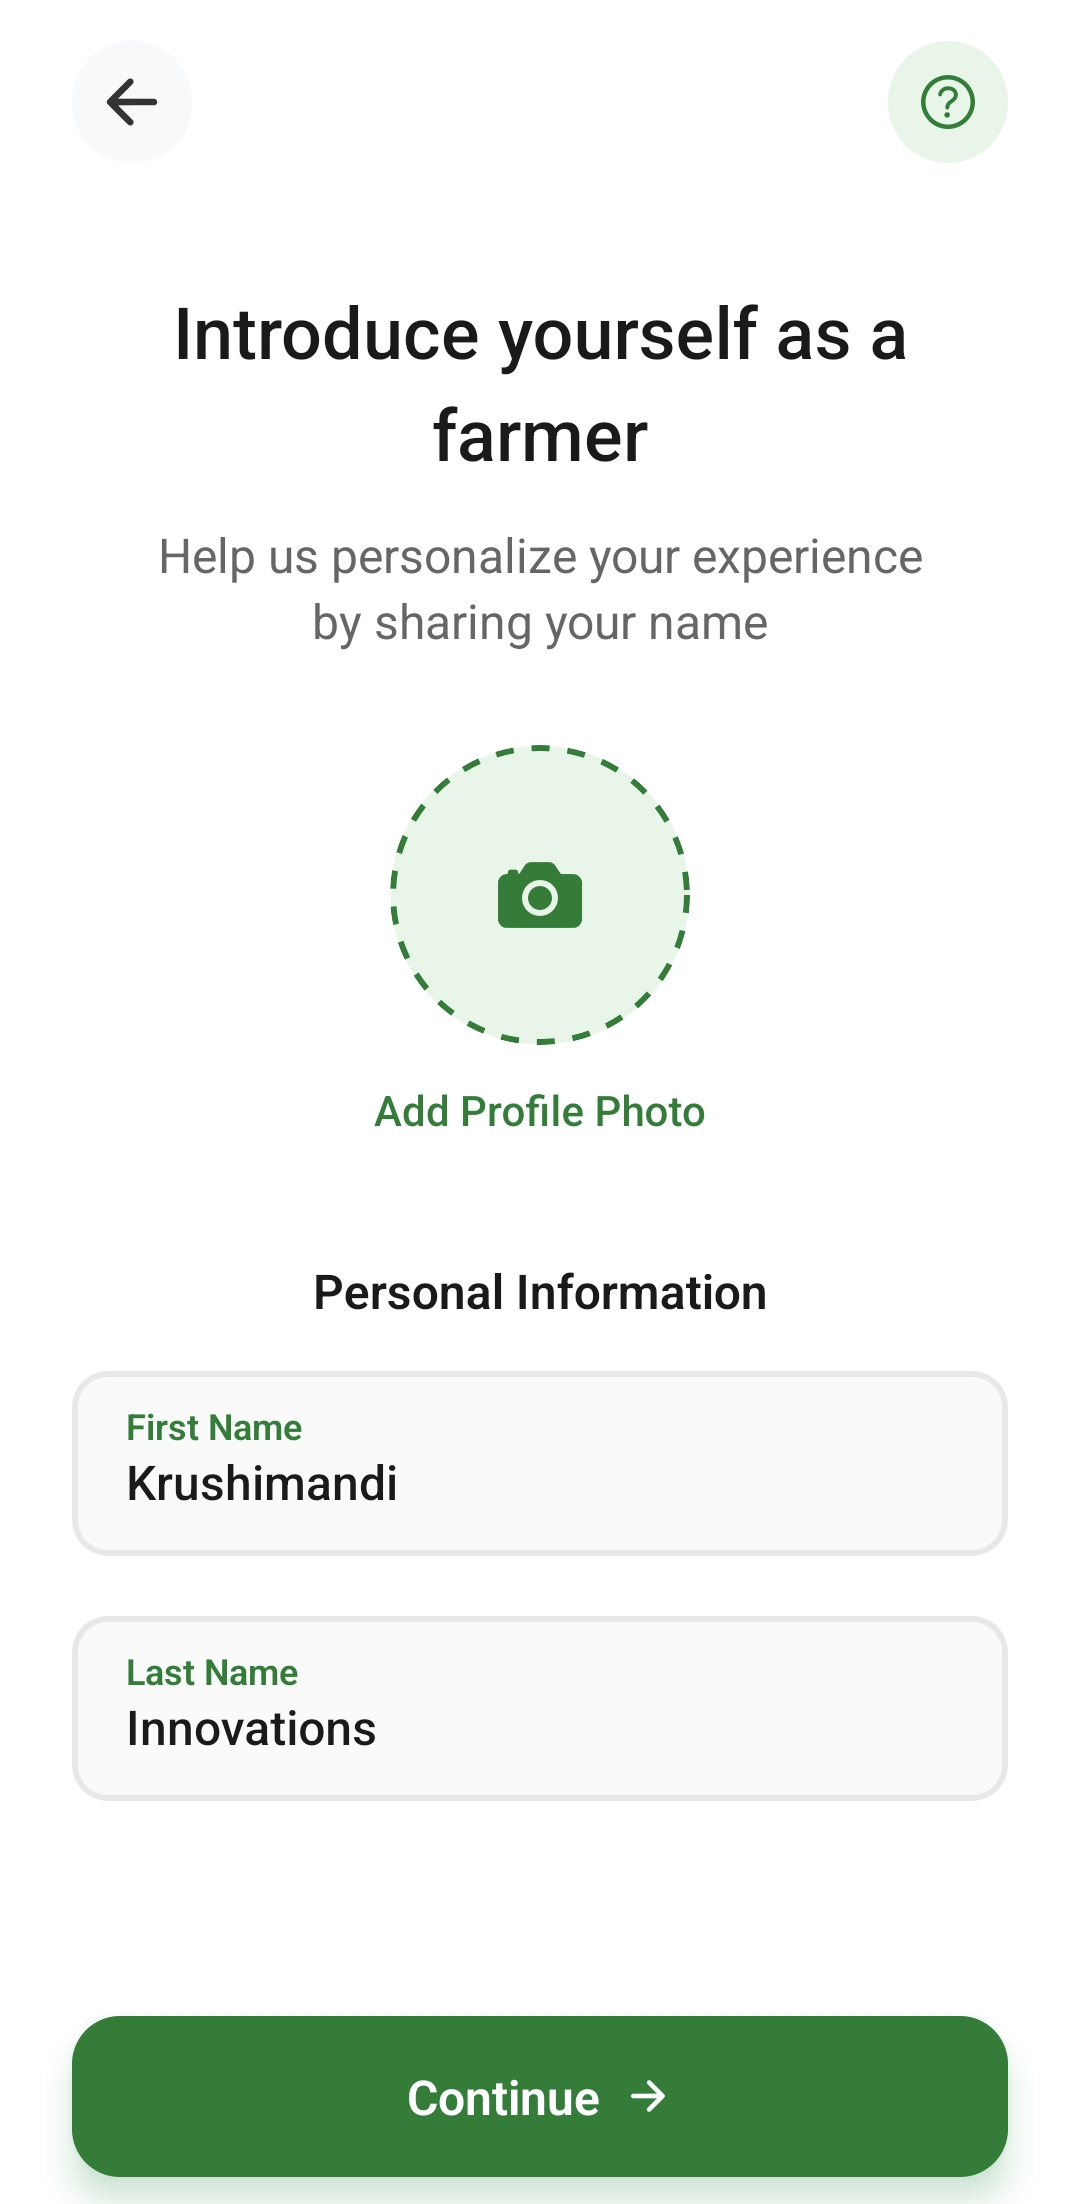 Introduce yourself as a
farmer
Help us personalize your experience
by sharing your name
Add Profile Photo
Personal Information
First Name
Krushimandi
Last Name
Innovations
Continue